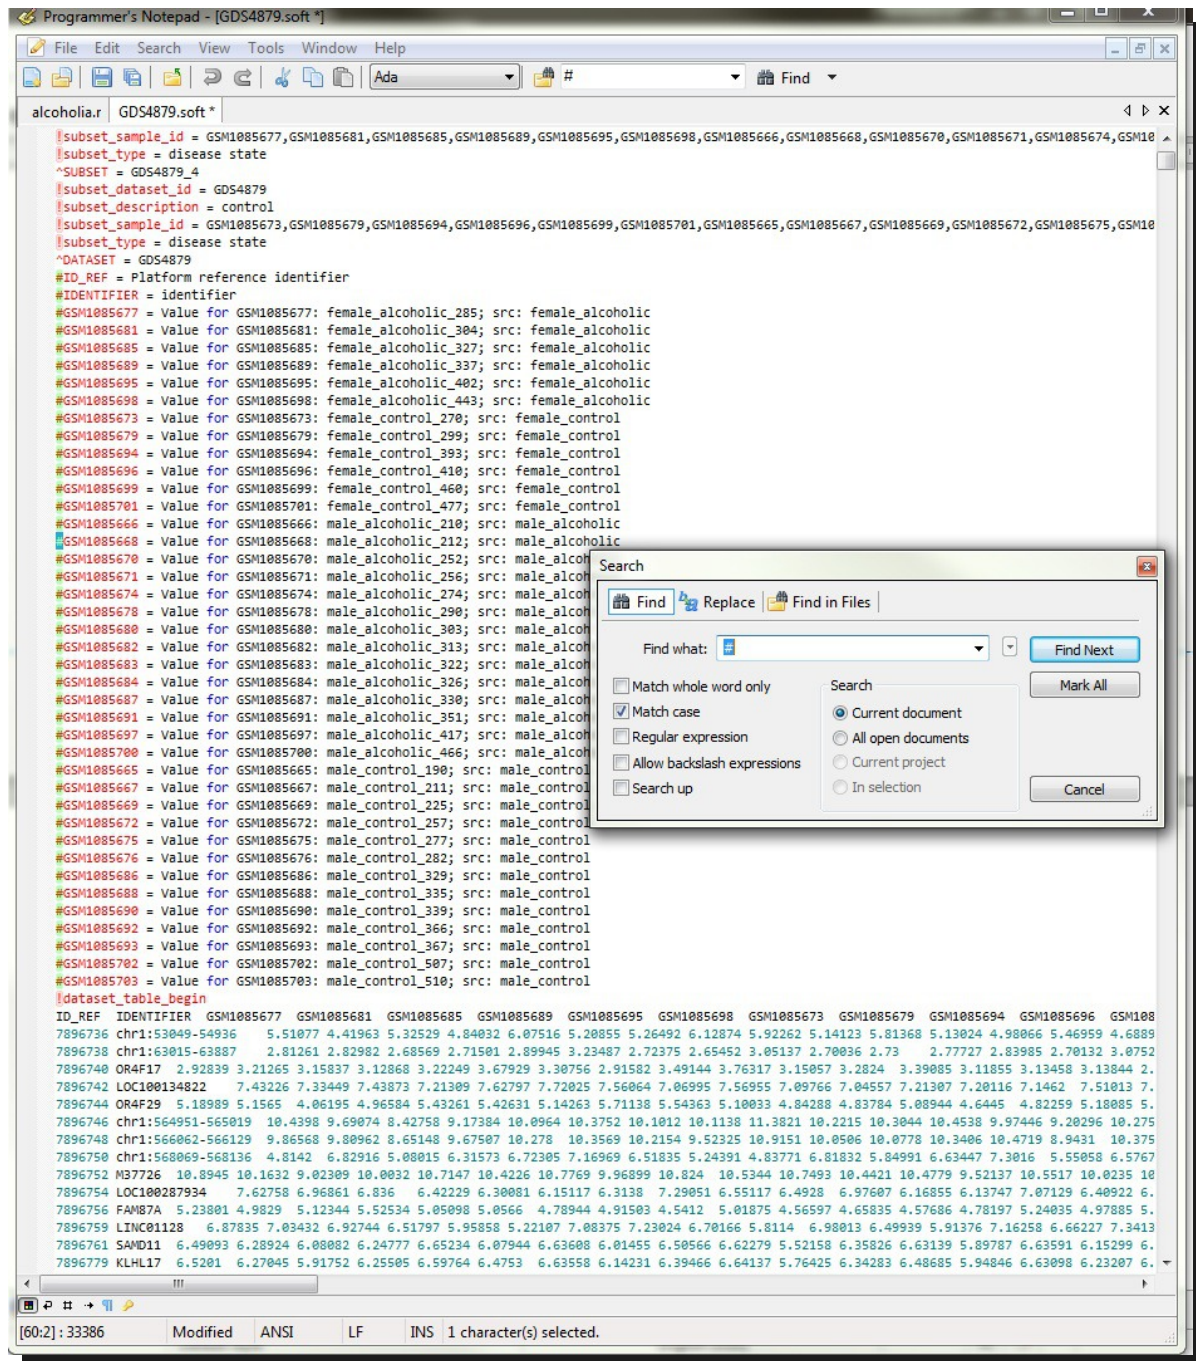 Programmer's Notepad - [GDS4879.soft *]
File Edit Search View Tools Window Help
Ada # Find
alcoholia.r GDS4879.soft *
!subset_sample_id = GSM1085677,GSM1085681,GSM1085685,GSM1085689,GSM1085695,GSM1085698,GSM1085666,GSM1085668,GSM1085670,GSM1085671,GSM1085674,GSM10
!subset_type = disease state
^SUBSET = GDS4879_4
!subset_dataset_id = GDS4879
!subset_description = control
!subset_sample_id = GSM1085673,GSM1085679,GSM1085694,GSM1085696,GSM1085699,GSM1085701,GSM1085665,GSM1085667,GSM1085669,GSM1085672,GSM1085675,GSM10
!subset_type = disease state
^DATASET = GDS4879
#ID_REF = Platform reference identifier
#IDENTIFIER = identifier
#GSM1085677 = Value for GSM1085677: female_alcoholic_285; src: female_alcoholic
#GSM1085681 = Value for GSM1085681: female_alcoholic_304; src: female_alcoholic
#GSM1085685 = Value for GSM1085685: female_alcoholic_327; src: female_alcoholic
#GSM1085689 = Value for GSM1085689: female_alcoholic_337; src: female_alcoholic
#GSM1085695 = Value for GSM1085695: female_alcoholic_402; src: female_alcoholic
#GSM1085698 = Value for GSM1085698: female_alcoholic_443; src: female_alcoholic
#GSM1085673 = Value for GSM1085673: female_control_270; src: female_control
#GSM1085679 = Value for GSM1085679: female_control_299; src: female_control
#GSM1085694 = Value for GSM1085694: female_control_393; src: female_control
#GSM1085696 = Value for GSM1085696: female_control_410; src: female_control
#GSM1085699 = Value for GSM1085699: female_control_460; src: female_control
#GSM1085701 = Value for GSM1085701: female_control_477; src: female_control
#GSM1085666 = Value for GSM1085666: male_alcoholic_210; src: male_alcoholic
#GSM1085668 = Value for GSM1085668: male_alcoholic_212; src: male_alcoholic
#GSM1085670 = Value for GSM1085670: male_alcoholic_252; src: male_alcoh
#GSM1085671 = Value for GSM1085671: male_alcoholic_256; src: male_alcoh
#GSM1085674 = Value for GSM1085674: male_alcoholic_274; src: male_alcoh
#GSM1085678 = Value for GSM1085678: male_alcoholic_290; src: male_alcoh
#GSM1085680 = Value for GSM1085680: male_alcoholic_303; src: male_alcoh
#GSM1085682 = Value for GSM1085682: male_alcoholic_313; src: male_alcoh
#GSM1085683 = Value for GSM1085683: male_alcoholic_322; src: male_alcoh
#GSM1085684 = Value for GSM1085684: male_alcoholic_326; src: male_alcoh
#GSM1085687 = Value for GSM1085687: male_alcoholic_330; src: male_alcoh
#GSM1085691 = Value for GSM1085691: male_alcoholic_351; src: male_alcoh
#GSM1085697 = Value for GSM1085697: male_alcoholic_417; src: male_alcoh
#GSM1085700 = Value for GSM1085700: male_alcoholic_466; src: male_alcoh
#GSM1085665 = Value for GSM1085665: male_control_190; src: male_control
#GSM1085667 = Value for GSM1085667: male_control_211; src: male_control
#GSM1085669 = Value for GSM1085669: male_control_225; src: male_control
#GSM1085672 = Value for GSM1085672: male_control_257; src: male_control
#GSM1085675 = Value for GSM1085675: male_control_277; src: male_control
#GSM1085676 = Value for GSM1085676: male_control_282; src: male_control
#GSM1085686 = Value for GSM1085686: male_control_329; src: male_control
#GSM1085688 = Value for GSM1085688: male_control_335; src: male_control
#GSM1085690 = Value for GSM1085690: male_control_339; src: male_control
#GSM1085692 = Value for GSM1085692: male_control_366; src: male_control
#GSM1085693 = Value for GSM1085693: male_control_367; src: male_control
#GSM1085702 = Value for GSM1085702: male_control_507; src: male_control
#GSM1085703 = Value for GSM1085703: male_control_510; src: male_control
!dataset_table_begin
ID_REF IDENTIFIER GSM1085677 GSM1085681 GSM1085685 GSM1085689 GSM1085695 GSM1085698 GSM1085673 GSM1085679 GSM1085694 GSM1085696 GSM108
7896736 chr1:53049-54936 5.51077 4.41963 5.32529 4.84032 6.07516 5.20855 5.26492 6.12874 5.92262 5.14123 5.81368 5.13024 4.98066 5.46959 4.6889
7896738 chr1:63015-63887 2.81261 2.82982 2.68569 2.71501 2.89945 3.23487 2.72375 2.65452 3.05137 2.70036 2.73 2.77727 2.83985 2.70132 3.0752
7896740 OR4F17 2.92839 3.21265 3.15837 3.12868 3.22249 3.67929 3.30756 2.91582 3.49144 3.76317 3.15057 3.2824 3.39085 3.11855 3.13458 3.13844 2.
7896742 LOC100134822 7.43226 7.33449 7.43873 7.21309 7.62797 7.72025 7.56064 7.06995 7.56955 7.09766 7.04557 7.21307 7.20116 7.1462 7.51013 7.
7896744 OR4F29 5.18989 5.1565 4.06195 4.96584 5.43261 5.42631 5.14263 5.71138 5.54363 5.10033 4.84288 4.83784 5.08944 4.6445 4.82259 5.18085 5.
7896746 chr1:564951-565019 10.4398 9.69074 8.42758 9.17384 10.0964 10.3752 10.1012 10.1138 11.3821 10.2215 10.3044 10.4538 9.97446 9.20296 10.275
7896748 chr1:566062-566129 9.86568 9.80962 8.65148 9.67507 10.278 10.3569 10.2154 9.52325 10.9151 10.0506 10.0778 10.3406 10.4719 8.9431 10.375
7896750 chr1:568069-568136 4.8142 6.82916 5.08015 6.31573 6.72305 7.16969 6.51835 5.24391 4.83771 6.81832 5.84991 6.63447 7.3016 5.55058 6.5767
7896752 M37726 10.8945 10.1632 9.02309 10.0032 10.7147 10.4226 10.7769 9.96899 10.824 10.5344 10.7493 10.4421 10.4779 9.52137 10.5517 10.0235 10
7896754 LOC100287934 7.62758 6.96861 6.836 6.42229 6.30081 6.15117 6.3138 7.29051 6.55117 6.4928 6.97607 6.16855 6.13747 7.07129 6.40922 6.
7896756 FAM87A 5.23801 4.9829 5.12344 5.52534 5.05098 5.0566 4.78944 4.91503 4.5412 5.01875 4.56597 4.65835 4.57686 4.78197 5.24035 4.97885 5.
7896759 LINC01128 6.87835 7.03432 6.92744 6.51797 5.95858 5.22107 7.08375 7.23024 6.70166 5.8114 6.98013 6.49939 5.91376 7.16258 6.66227 7.3413
7896761 SAMD11 6.49093 6.28924 6.08082 6.24777 6.65234 6.07944 6.63608 6.01455 6.50566 6.62279 5.52158 6.35826 6.63139 5.89787 6.63591 6.15299 6.
7896779 KLHL17 6.5201 6.27045 5.91752 6.25505 6.59764 6.4753 6.63558 6.14231 6.39466 6.64137 5.76425 6.34283 6.48685 5.94846 6.63098 6.23207 6.
Search
Find Replace Find in Files
Find what: # Find Next
Match whole word only Search Mark All
Match case Current document
Regular expression All open documents
Allow backslash expressions Current project
Search up In selection Cancel
[60:2] : 33386 Modified ANSI LF INS 1 character(s) selected.